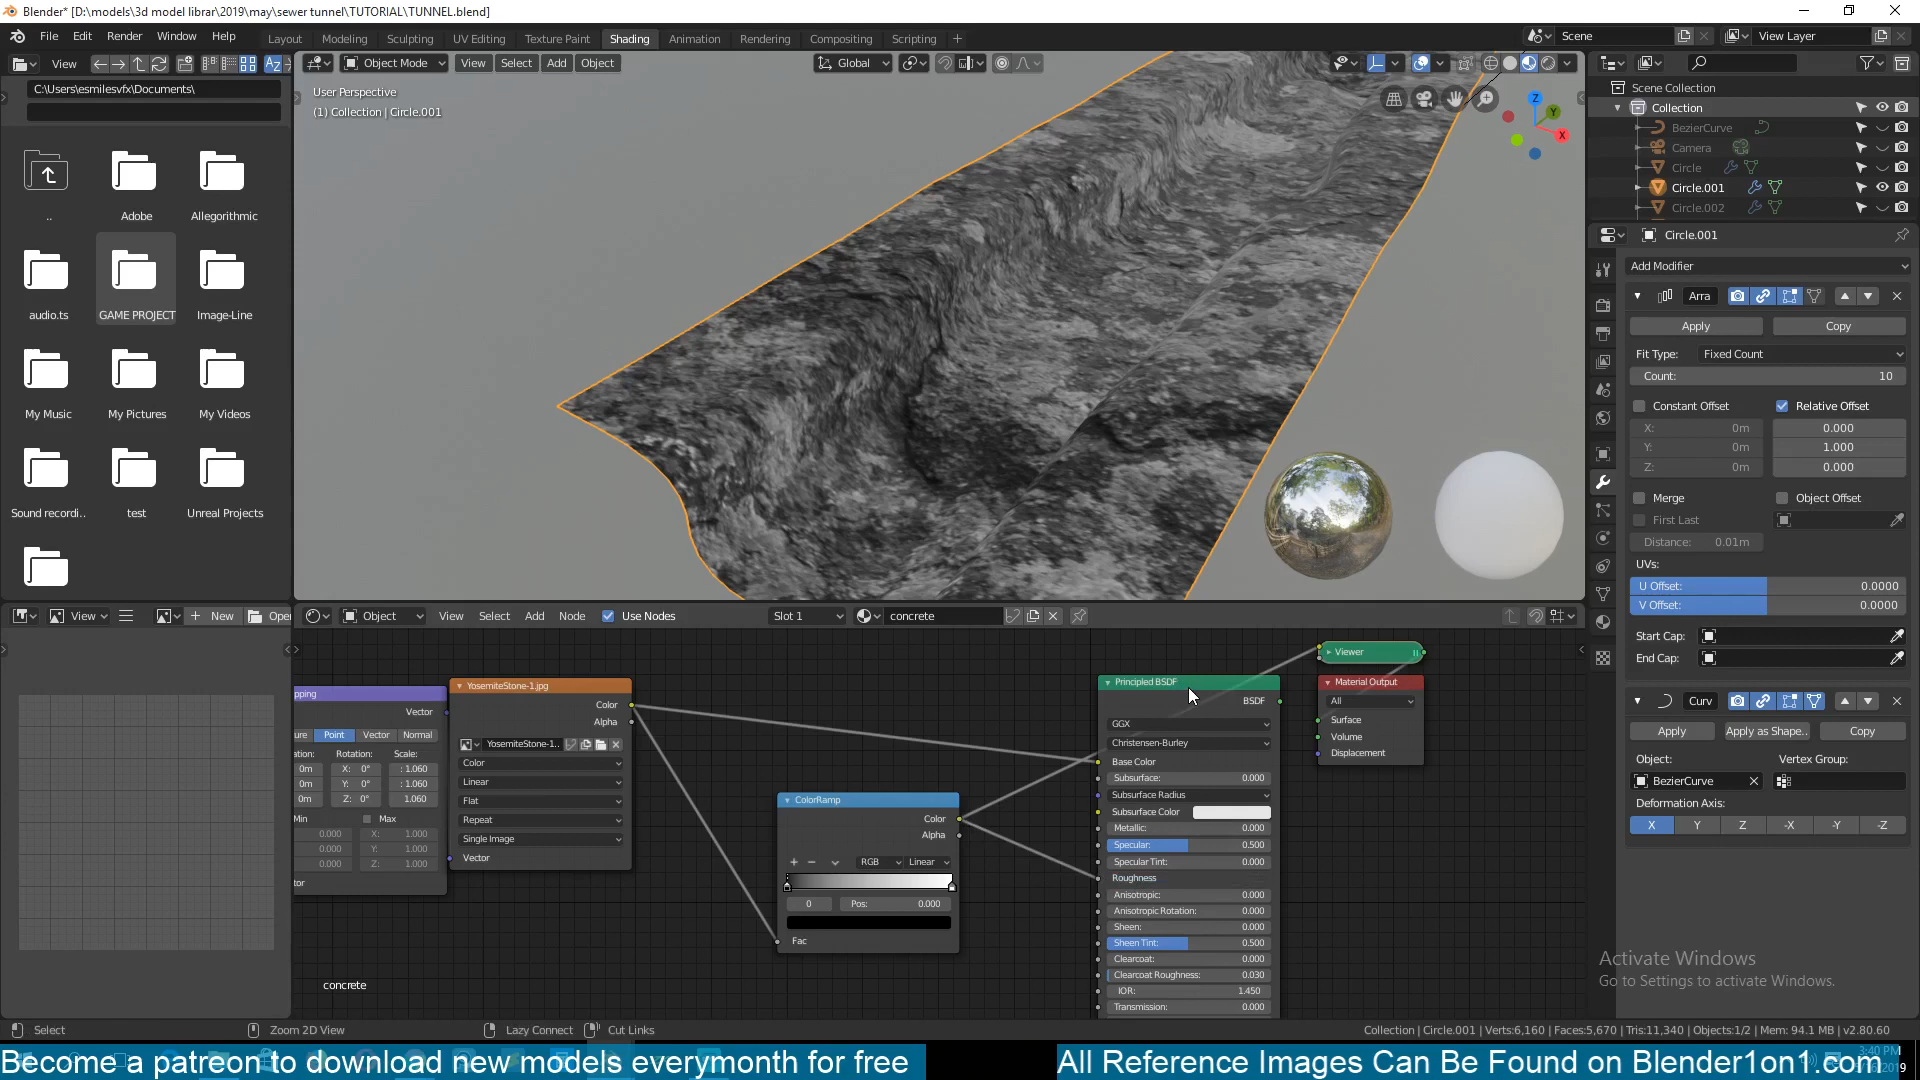 Blender* [D:\models\3d model librar\2019\may\sewer tunnel\TUTORIAL\TUNNEL.blend]
File Edit Render Window Help
Layout Modeling Sculpting UV Editing Texture Paint Shading Animation Rendering Compositing Scripting +
Scene
View Layer
View
Object Mode View Select Add Object
Global
C:\Users\esmilesvfx\Documents\
User Perspective
(1) Collection | Circle.001
..
Adobe
Allegorithmic
audio.ts
GAME PROJECT
Image-Line
My Music
My Pictures
My Videos
Sound recordi..
test
Unreal Projects
Z
Y
X
Scene Collection
Collection
BezierCurve
Camera
Circle
Circle.001
Circle.002
Circle.001
Add Modifier
Arra
Apply
Copy
Fit Type: Fixed Count
Count: 10
Constant Offset
Relative Offset
X: 0m 0.000
Y: 0m 1.000
Z: 0m 0.000
Merge
Object Offset
First Last
Distance: 0.01m
UVs:
U Offset: 0.0000
V Offset: 0.0000
Start Cap:
End Cap:
Curv
Apply
Apply as Shape..
Copy
Object: Vertex Group:
BezierCurve
Deformation Axis:
X Y Z -X -Y -Z
View
New
Open
Object View Select Add Node Use Nodes
Slot 1
concrete
pping
Vector
ure Point Vector Normal
ation: Rotation: Scale:
0m X: 0° : 1.060
0m Y: 0° : 1.060
0m Z: 0° 1.060
Min Max
0.000 X: 1.000
0.000 Y: 1.000
0.000 Z: 1.000
tor
YosemiteStone-1.jpg
Color
Alpha
YosemiteStone-1..
Color
Linear
Flat
Repeat
Single Image
Vector
ColorRamp
Color
Alpha
+ − RGB Linear
0 Pos: 0.000
Fac
Principled BSDF
BSDF
GGX
Christensen-Burley
Base Color
Subsurface: 0.000
Subsurface Radius
Subsurface Color
Metallic: 0.000
Specular: 0.500
Specular Tint: 0.000
Roughness
Anisotropic: 0.000
Anisotropic Rotation: 0.000
Sheen: 0.000
Sheen Tint: 0.500
Clearcoat: 0.000
Clearcoat Roughness: 0.030
IOR: 1.450
Transmission: 0.000
Viewer
Material Output
All
Surface
Volume
Displacement
concrete
Activate Windows
Go to Settings to activate Windows.
Select
Zoom 2D View
Lazy Connect
Cut Links
Collection | Circle.001 | Verts:6,160 | Faces:5,670 | Tris:11,340 | Objects:1/2 | Mem: 94.1 MB | v2.80.60
Become a patreon to download new models everymonth for free
All Reference Images Can Be Found on Blender1on1.com
3:40 PM